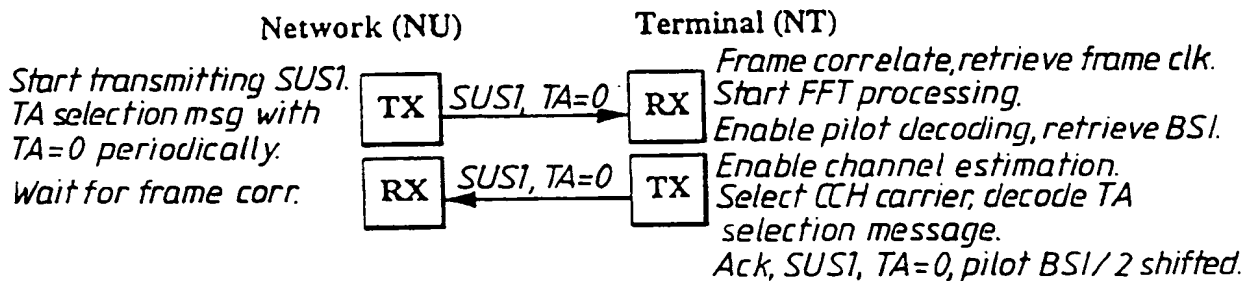 Network (NU)
Terminal (NT)
Start transmitting SUS1.
TA selection msg with
TA=0 periodically.
Wait for frame corr.
TX
SUS1, TA=0
RX
RX
SUS1, TA=0
TX
Frame correlate, retrieve frame clk.
Start FFT processing.
Enable pilot decoding, retrieve BSI.
Enable channel estimation.
Select CCH carrier, decode TA
selection message.
Ack, SUS1, TA=0, pilot BSI/2 shifted.